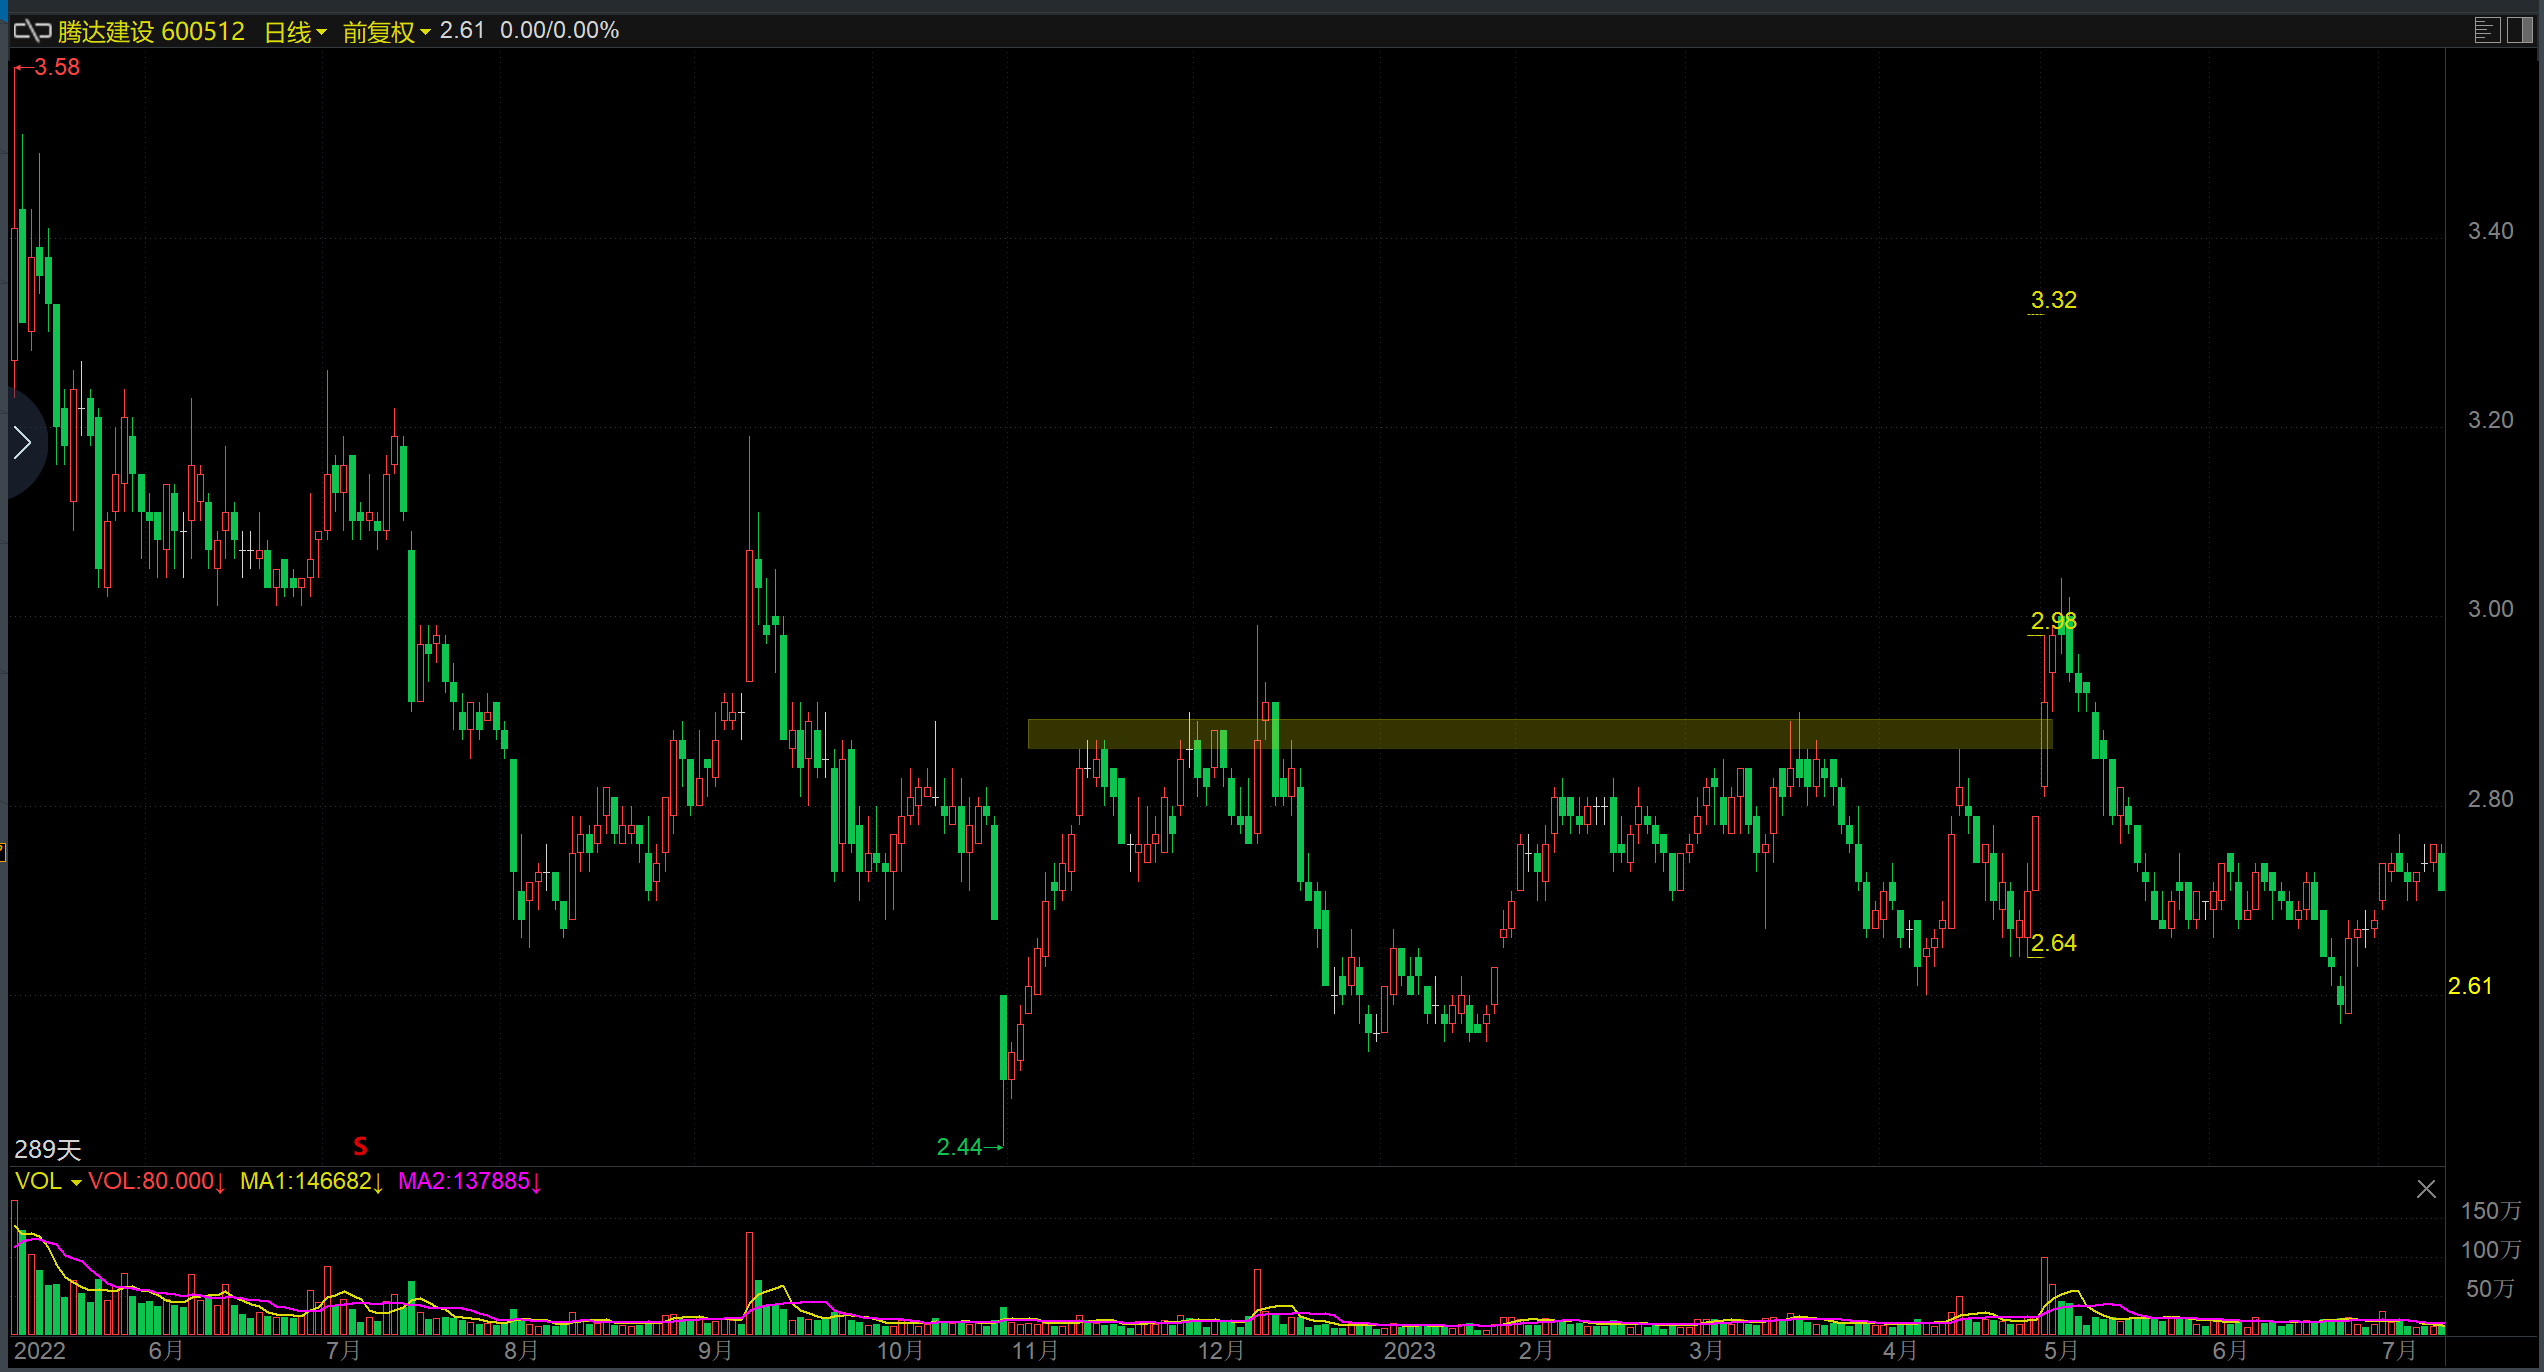 腾达建设 600512 日线 前复权 2.61 0.00/0.00%
3.58
3.40
3.32
3.20
3.00
2.98
2.80
2.64
2.61
2.44
289天
S
VOL VOL:80.000↓ MA1:146682↓ MA2:137885↓
150万
100万
50万
2022 6月 7月 8月 9月 10月 11月 12月 2023 2月 3月 4月 5月 6月 7月